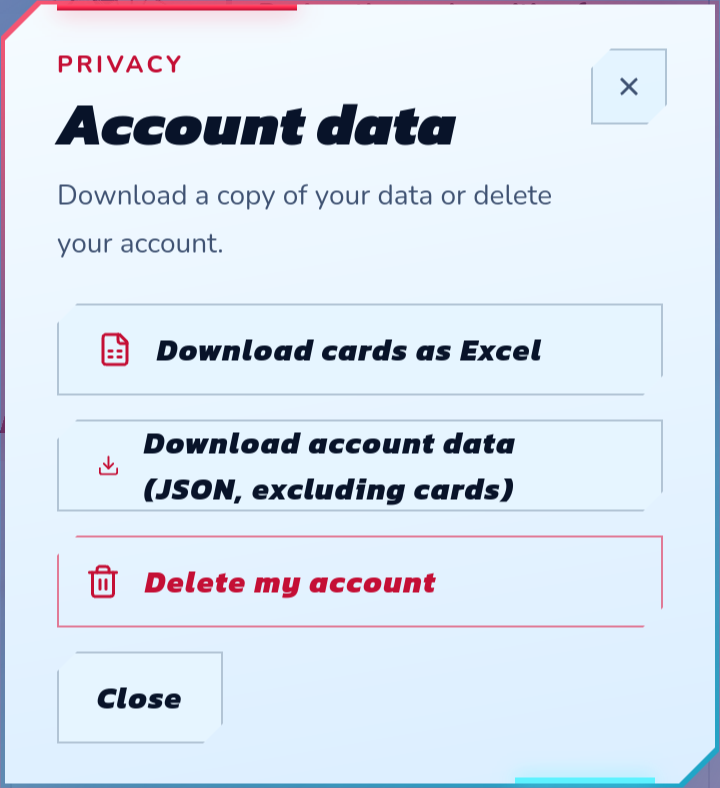 PRIVACY
Account data
Download a copy of your data or delete
your account.
Download cards as Excel
Download account data
(JSON, excluding cards)
Delete my account
Close